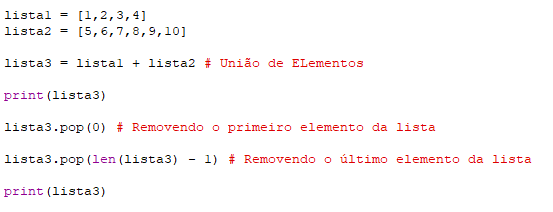 lista1 = [1,2,3,4]
lista2 = [5,6,7,8,9,10]
lista3 = lista1 + lista2 # União de ELementos
print(lista3)
lista3.pop(0) # Removendo o primeiro elemento da lista
lista3.pop(len(lista3) - 1) # Removendo o último elemento da lista
print(lista3)